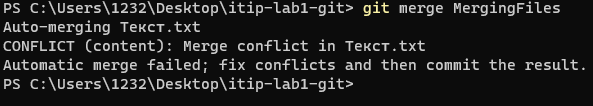 PS C:\Users\1232\Desktop\itip-lab1-git> git merge MergingFiles
Auto-merging Текст.txt
CONFLICT (content): Merge conflict in Текст.txt
Automatic merge failed; fix conflicts and then commit the result.
PS C:\Users\1232\Desktop\itip-lab1-git>